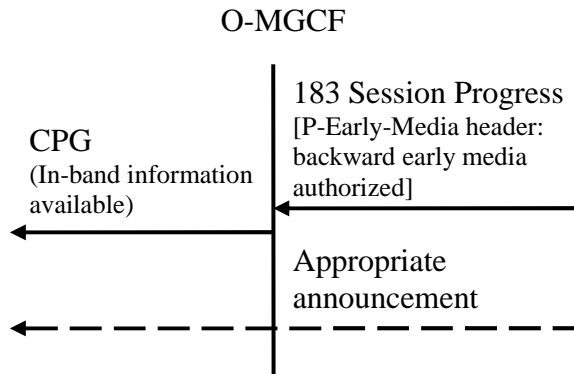 O-MGCF
183 Session Progress
[P-Early-Media header:
backward early media
authorized]
CPG
(In-band information
available)
Appropriate
announcement